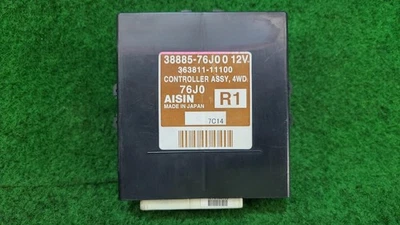 38885-76J0 0 12V.
363811-11100
CONTROLLER ASSY, 4WD.
76J0
AISIN R1
MADE IN JAPAN
7C14